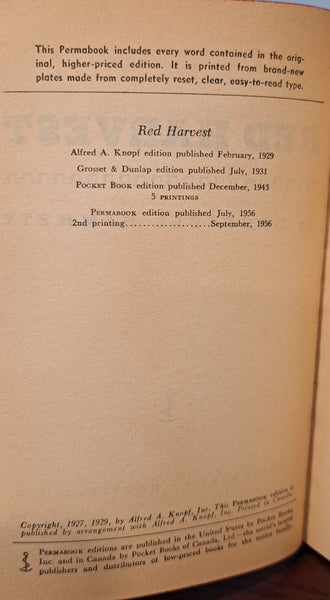 This Permabook includes every word contained in the orig-
inal, higher-priced edition. It is printed from brand-new
plates made from completely reset, clear, easy-to-read type.
Red Harvest
Alfred A. Knopf edition published February, 1929
Grosset & Dunlap edition published July, 1931
POCKET BOOK edition published December, 1943
5 PRINTINGS
PERMABOOK edition published July, 1956
2nd printing......................September, 1956
Copyright, 1927, 1929, by Alfred A. Knopf, Inc. This PERMABOOK edition is
published by arrangement with Alfred A. Knopf, Inc. Printed in Canada.
PERMABOOK editions are published in the United States by Pocket Books,
Inc. and in Canada by Pocket Books of Canada, Ltd.—the world's largest
publishers and distributors of low-priced books for the entire family.